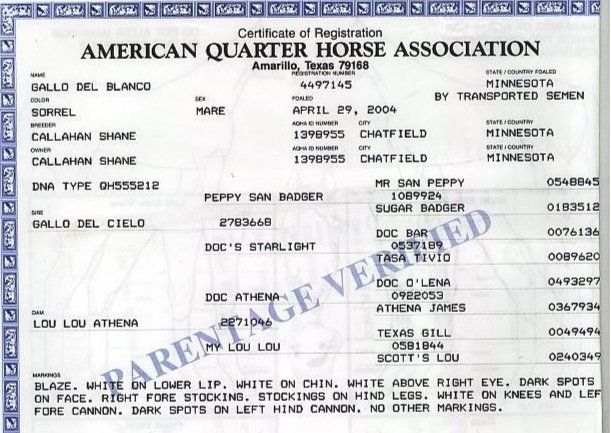 Certificate of Registration
AMERICAN QUARTER HORSE ASSOCIATION
Amarillo, Texas 79168
NAME REGISTRATION NUMBER STATE / COUNTRY FOALED
GALLO DEL BLANCO 4497145 MINNESOTA
COLOR SEX FOALED BY TRANSPORTED SEMEN
SORREL MARE APRIL 29, 2004
BREEDER AQHA ID NUMBER CITY STATE / COUNTRY
CALLAHAN SHANE 1398955 CHATFIELD MINNESOTA
OWNER AQHA ID NUMBER CITY STATE / COUNTRY
CALLAHAN SHANE 1398955 CHATFIELD MINNESOTA
DNA TYPE QH555212 MR SAN PEPPY 0548845
PEPPY SAN BADGER 1089924
SUGAR BADGER 0183512
SIRE
GALLO DEL CIELO 2783668
DOC BAR 0076136
DOC'S STARLIGHT 0537189
TASA TIVIO 0089620
PARENTAGE VERIFIED
DOC O'LENA 0493297
DOC ATHENA 0922053
ATHENA JAMES 0367934
DAM
LOU LOU ATHENA 2271046
TEXAS GILL 0049494
MY LOU LOU 0581844
SCOTT'S LOU 0240349
MARKINGS
BLAZE. WHITE ON LOWER LIP. WHITE ON CHIN. WHITE ABOVE RIGHT EYE. DARK SPOTS
ON FACE. RIGHT FORE STOCKING. STOCKINGS ON HIND LEGS. WHITE ON KNEES AND LEF
FORE CANNON. DARK SPOTS ON LEFT HIND CANNON. NO OTHER MARKINGS.